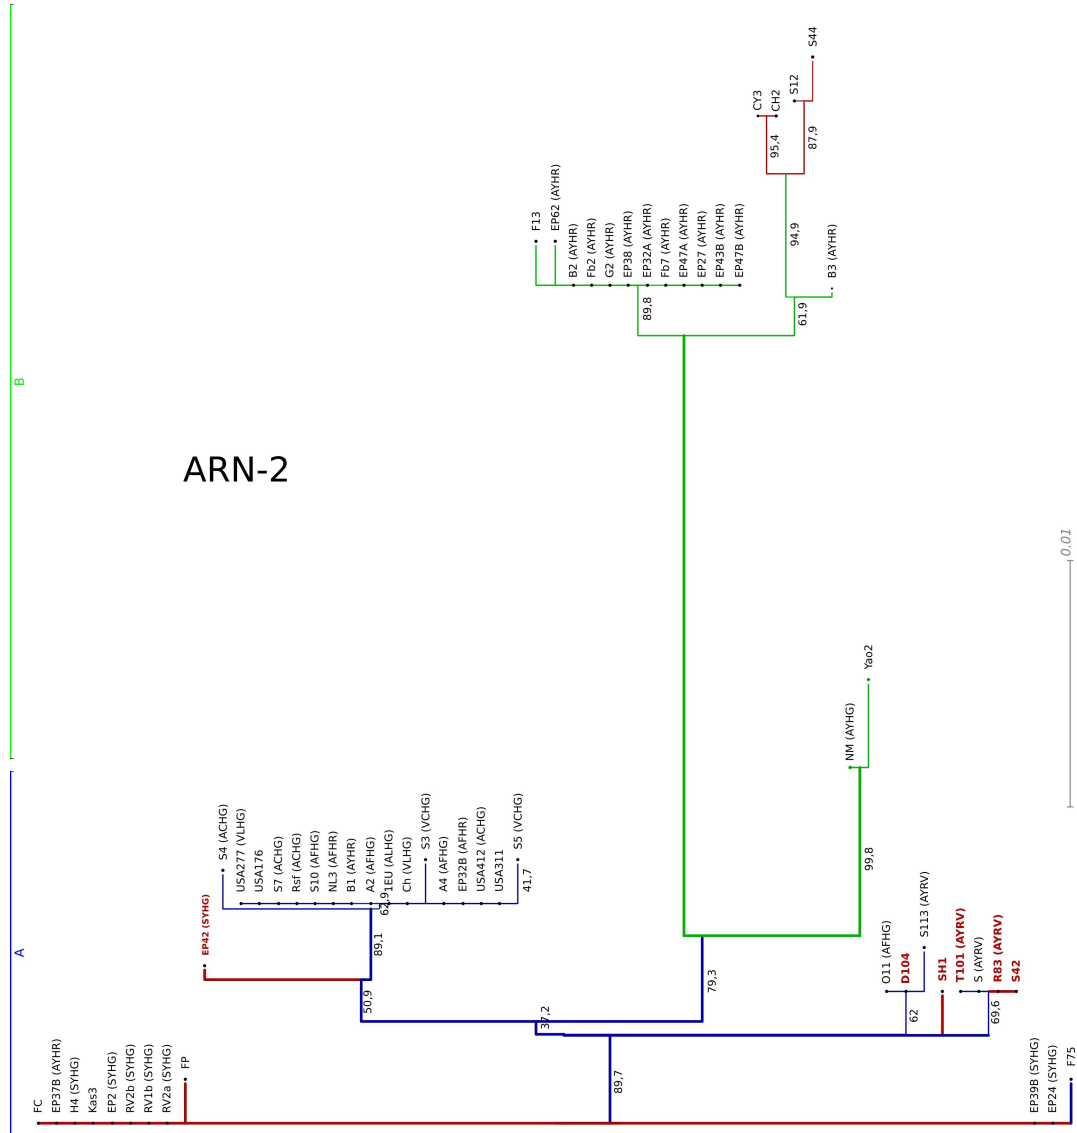 S44
S12
CY3
CH2
95,4
87,9
F13
EP62 (AYHR)
B2 (AYHR)
Fb2 (AYHR)
G2 (AYHR)
EP38 (AYHR)
EP32A (AYHR)
Fb7 (AYHR)
EP47A (AYHR)
EP27 (AYHR)
EP43B (AYHR)
EP47B (AYHR)
94,9
B3 (AYHR)
89,8
61,9
B
ARN-2
0.01
Yao2
NM (AYHG)
99,8
S4 (ACHG)
USA277 (VLHG)
USA176
S7 (ACHG)
Rsf (ACHG)
S10 (AFHG)
NL3 (AFHR)
B1 (AYHR)
A2 (AFHG)
1EU (ALHG)
Ch (VLHG)
S3 (VCHG)
A4 (AFHG)
EP32B (AFHR)
USA412 (ACHG)
USA311
S5 (VCHG)
41,7
62,9
EP42 (SYHG)
89,1
A
79,3
50,9
37,2
O11 (AFHG)
D104
S113 (AYRV)
SH1
T101 (AYRV)
S (AYRV)
R83 (AYRV)
S42
62
69,6
89,7
FC
EP37B (AYHR)
H4 (SYHG)
Kas3
EP2 (SYHG)
RV2b (SYHG)
RV1b (SYHG)
RV2a (SYHG)
FP
EP39B (SYHG)
EP24 (SYHG)
F75